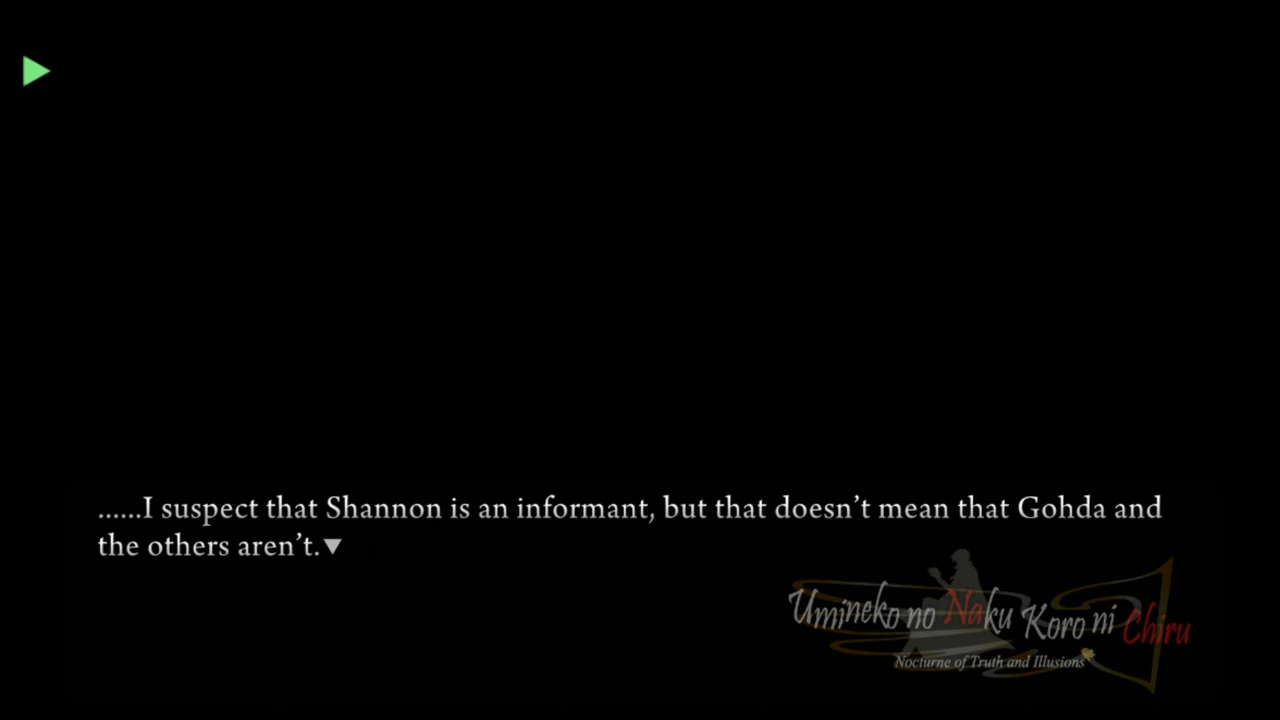 ......I suspect that Shannon is an informant, but that doesn’t mean that Gohda and
the others aren’t.
Umineko no Naku Koro ni Chiru
Nocturne of Truth and Illusions